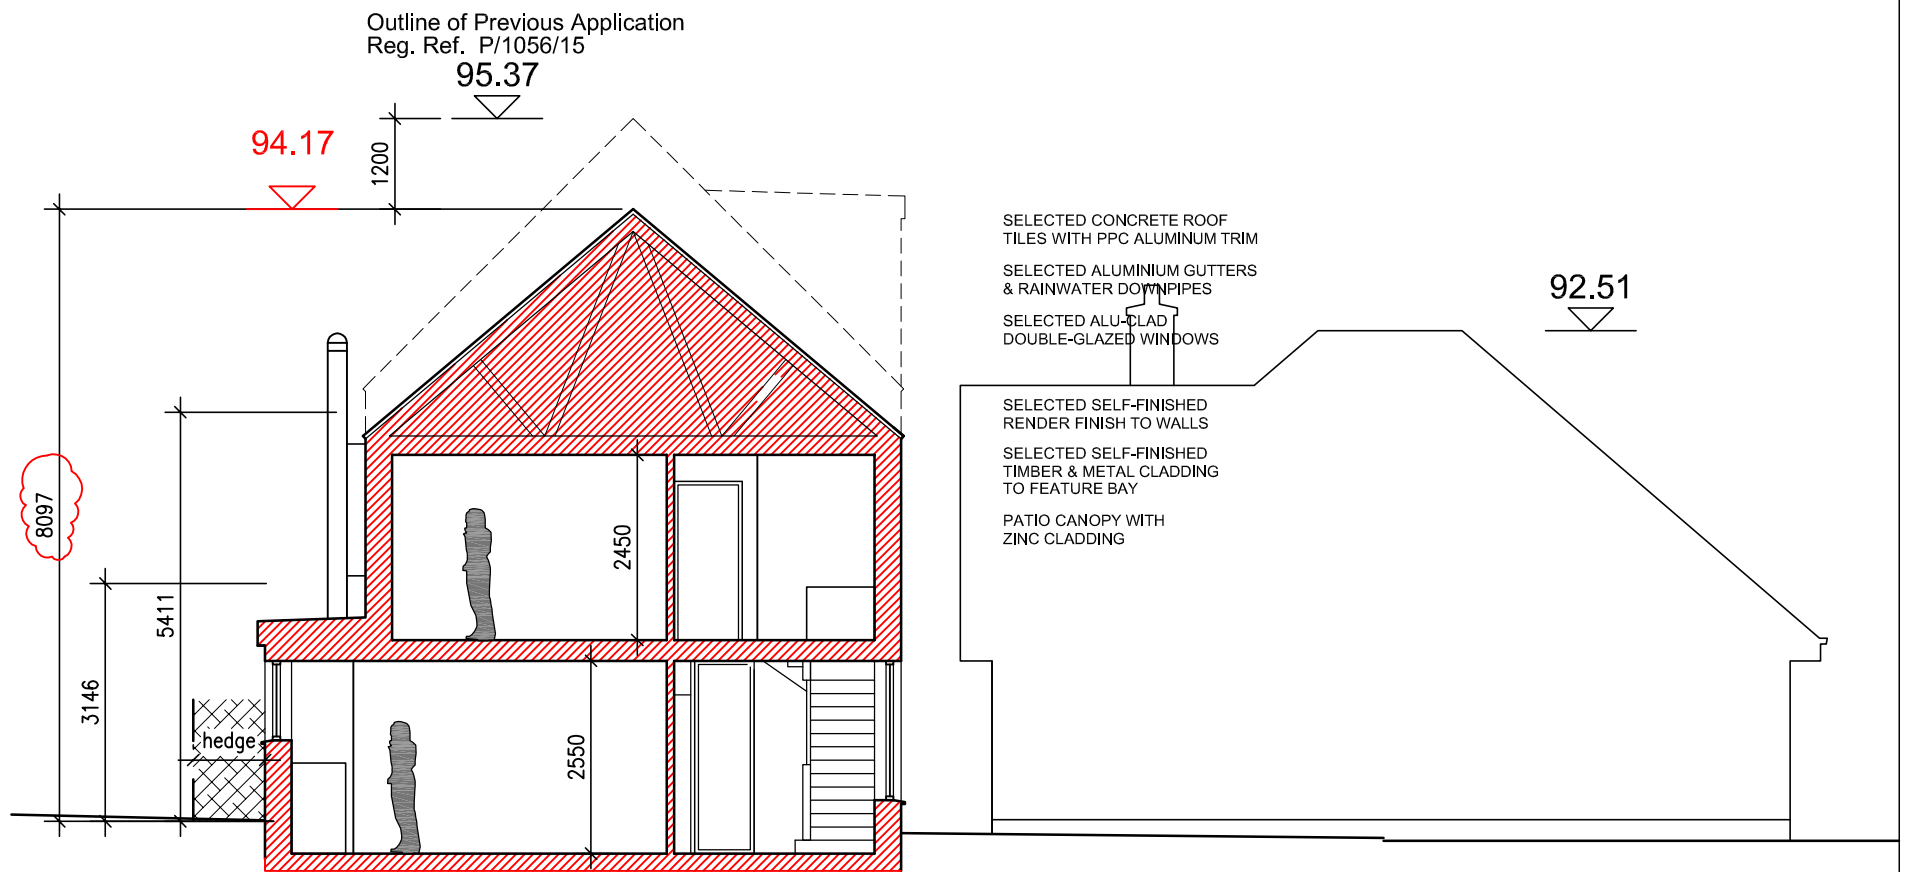 Outline of Previous Application
Reg. Ref. P/1056/15
95.37
94.17
1200
92.51
SELECTED CONCRETE ROOF
TILES WITH PPC ALUMINUM TRIM
SELECTED ALUMINIUM GUTTERS
& RAINWATER DOWNPIPES
SELECTED ALU-CLAD
DOUBLE-GLAZED WINDOWS
SELECTED SELF-FINISHED
RENDER FINISH TO WALLS
SELECTED SELF-FINISHED
TIMBER & METAL CLADDING
TO FEATURE BAY
PATIO CANOPY WITH
ZINC CLADDING
8097
5411
3146
2450
2550
hedge